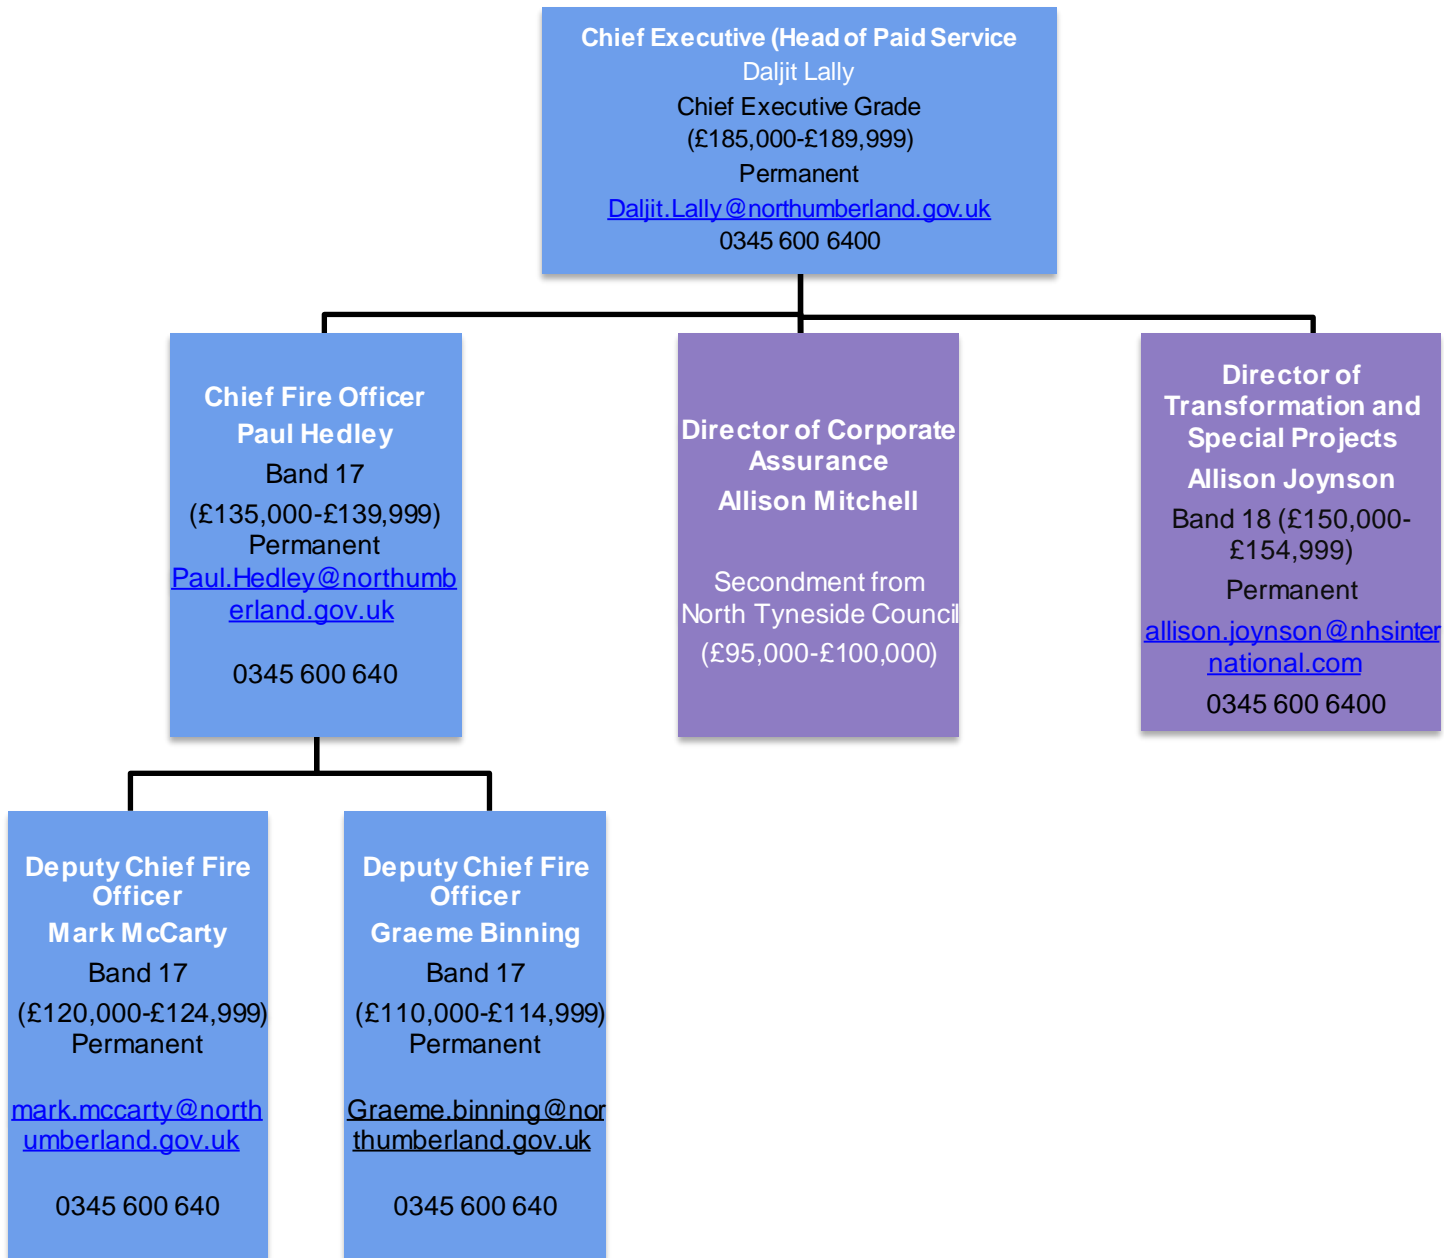 Chief Executive (Head of Paid Service
Daljit Lally
Chief Executive Grade
(£185,000-£189,999)
Permanent
Daljit.Lally@northumberland.gov.uk
0345 600 6400
Chief Fire Officer
Paul Hedley
Band 17
(£135,000-£139,999)
Permanent
Paul.Hedley@northumb
erland.gov.uk
0345 600 640
Director of Corporate
Assurance
Allison Mitchell
Secondment from
North Tyneside Council
(£95,000-£100,000)
Director of
Transformation and
Special Projects
Allison Joynson
Band 18 (£150,000-
£154,999)
Permanent
allison.joynson@nhsinter
national.com
0345 600 6400
Deputy Chief Fire
Officer
Mark McCarty
Band 17
(£120,000-£124,999)
Permanent
mark.mccarty@north
umberland.gov.uk
0345 600 640
Deputy Chief Fire
Officer
Graeme Binning
Band 17
(£110,000-£114,999)
Permanent
Graeme.binning@nor
thumberland.gov.uk
0345 600 640